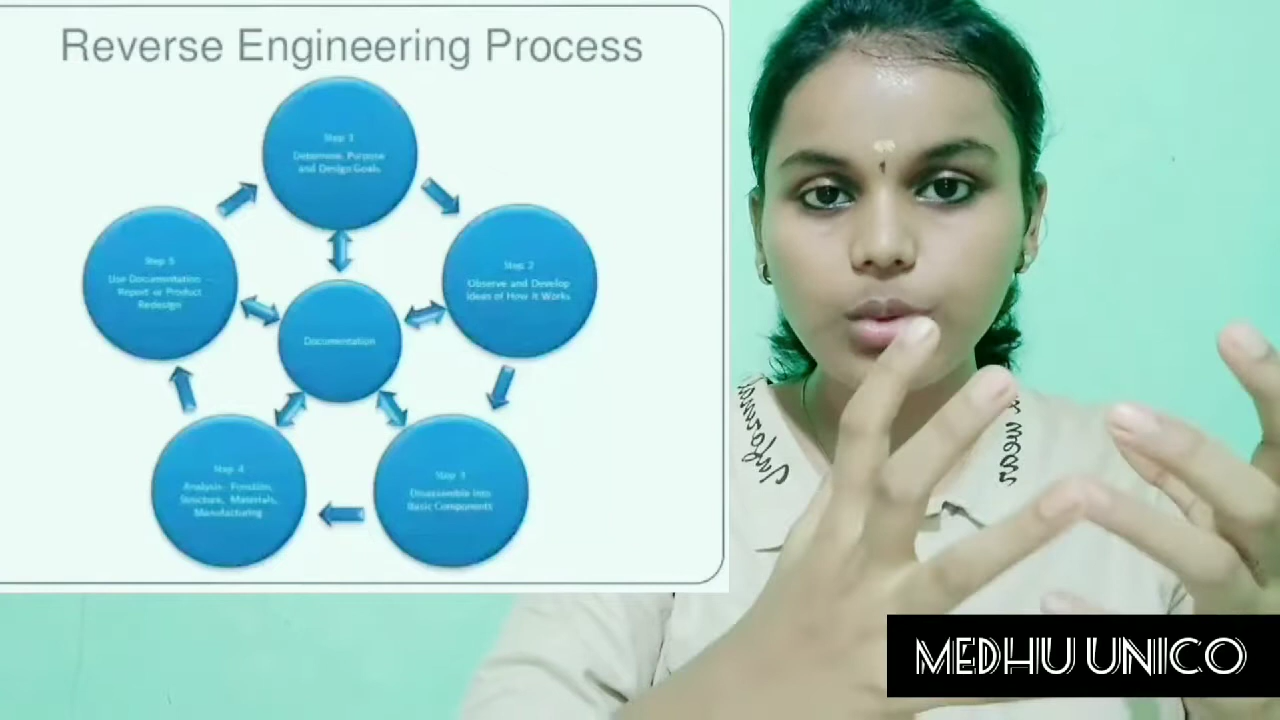 Reverse Engineering Process
Step 1
Determine Purpose
and Design Goals
Step 2
Observe and Develop
Ideas of How it Works
Step 3
Disassemble into
Basic Components
Step 4
Analysis- Function,
Structure, Materials,
Manufacturing
Step 5
Use Documentation –
Report or Product
Redesign
Documentation
Informal
wear
MEDHU UNICO